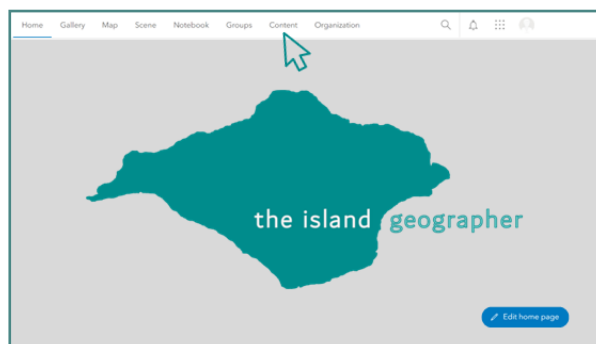 Home Gallery Map Scene Notebook Groups Content Organization
the island geographer
Edit home page